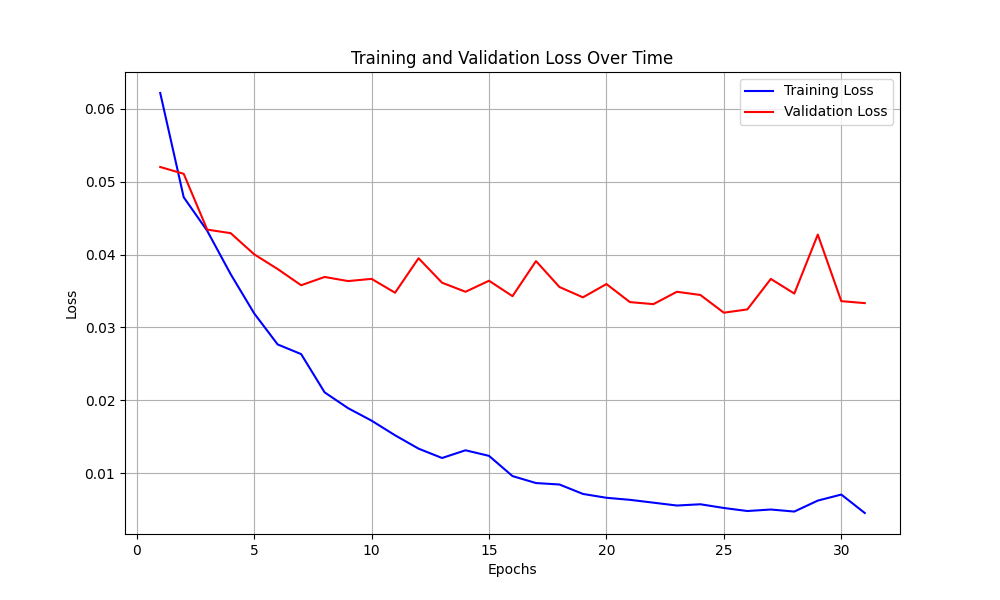 Training and Validation Loss Over Time
Training Loss
Validation Loss
0.06
0.05
0.04
0.03
0.02
0.01
Loss
0 5 10 15 20 25 30
Epochs